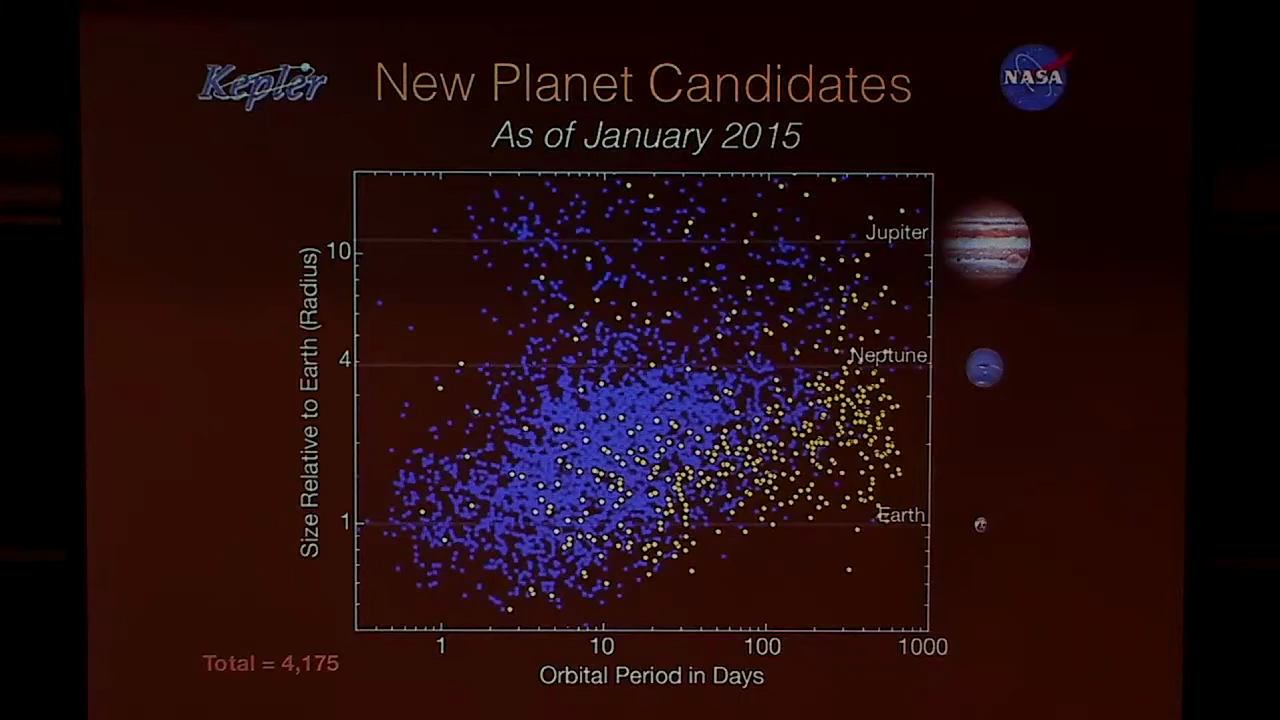 Kepler
New Planet Candidates
NASA
As of January 2015
Jupiter
10
Neptune
4
Earth
1
Size Relative to Earth (Radius)
1 10 100 1000
Orbital Period in Days
Total = 4,175